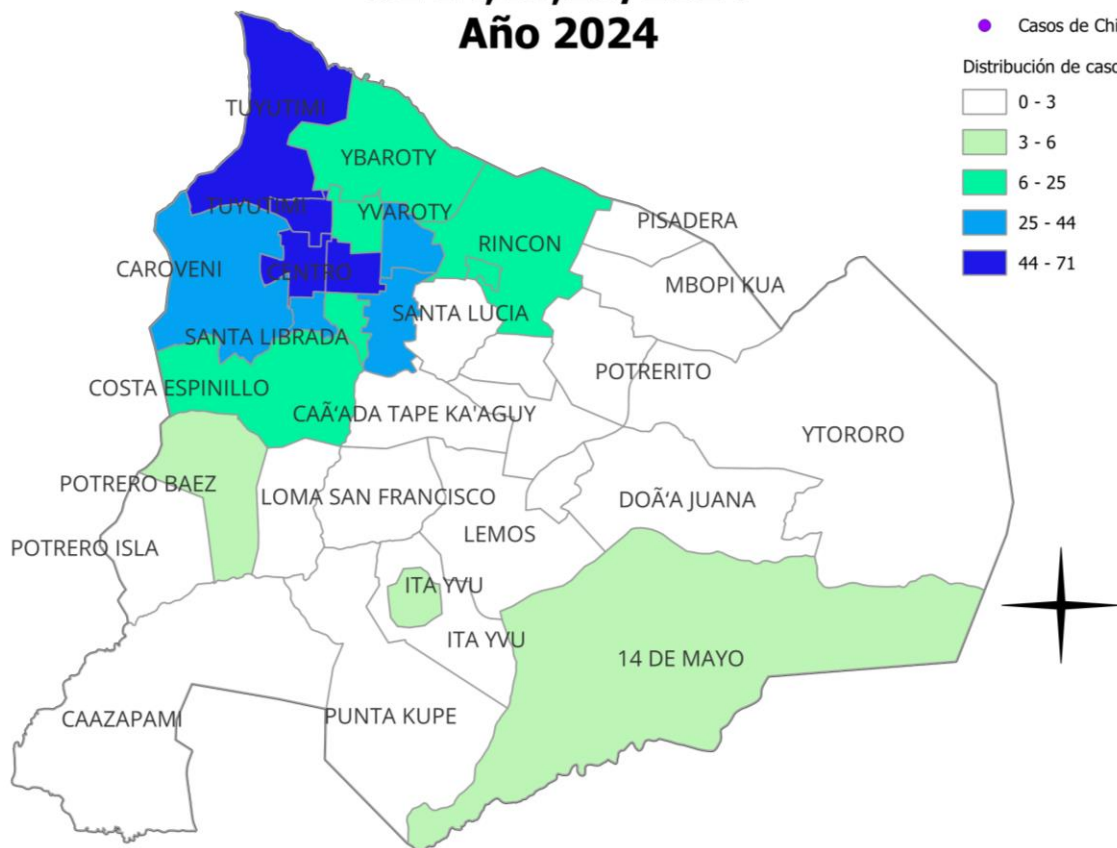 Año 2024
Casos de Chi
Distribución de caso
0 - 3
3 - 6
6 - 25
25 - 44
44 - 71
TUYUTIMI
YBAROTY
TUYUTIMI
YVAROTY
PISADERA
RINCON
CAROVENI
CENTRO
MBOPI KUA
SANTA LUCIA
SANTA LIBRADA
POTRERITO
COSTA ESPINILLO
CAÃ‘ADA TAPE KA'AGUY
YTORORO
POTRERO BAEZ
LOMA SAN FRANCISCO
DOÃ‘A JUANA
LEMOS
POTRERO ISLA
ITA YVU
ITA YVU
14 DE MAYO
CAAZAPAMI
PUNTA KUPE